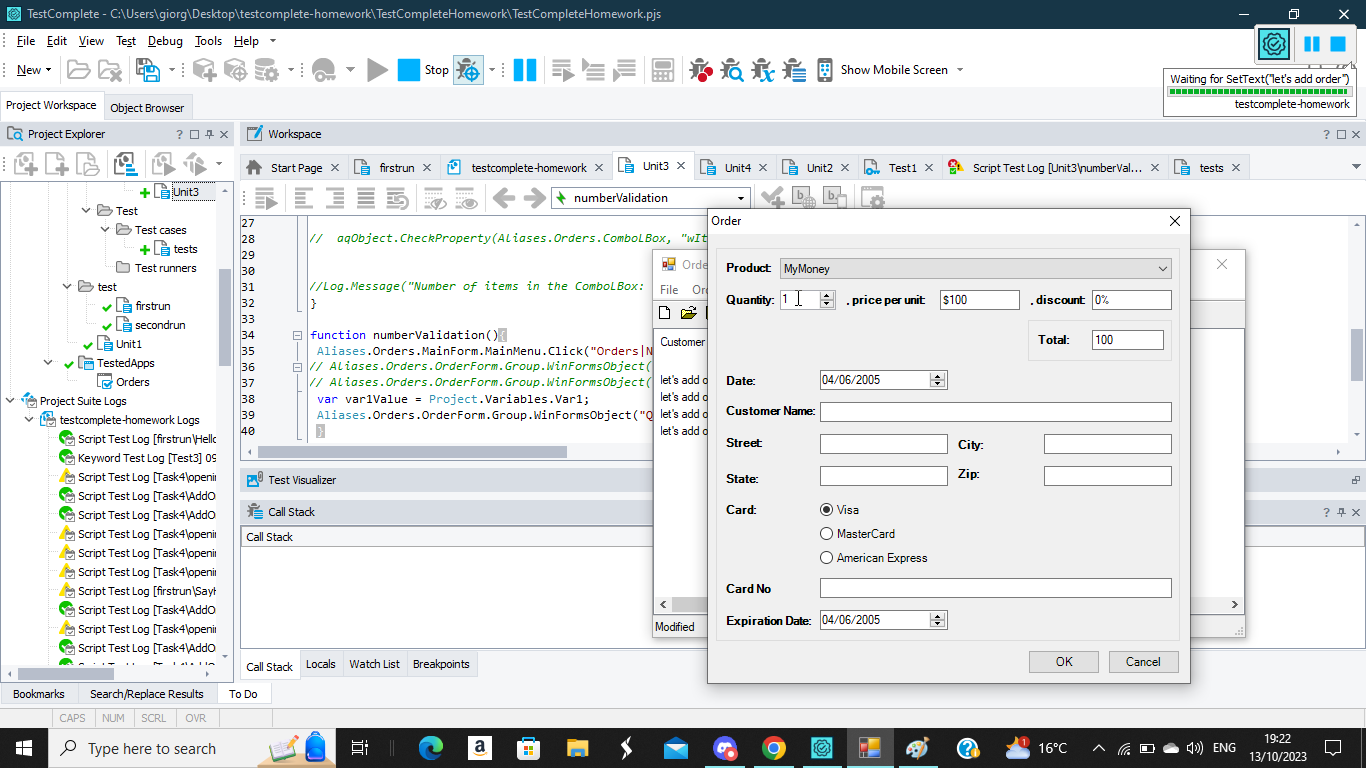 TestComplete - C:\Users\giorg\Desktop\testcomplete-homework\TestCompleteHomework\TestCompleteHomework.pjs
File Edit View Test Debug Tools Help
New Stop Show Mobile Screen
Waiting for SetText("let's add order")
testcomplete-homework
Project Workspace Object Browser
Project Explorer
Workspace
Start Page firstrun testcomplete-homework Unit3 Unit4 Unit2 Test1 Script Test Log [Unit3\numberVal... tests
numberValidation
Unit3
Test
Test cases
tests
Test runners
test
firstrun
secondrun
Unit1
TestedApps
Orders
Project Suite Logs
testcomplete-homework Logs
Script Test Log [firstrun\Hello
Keyword Test Log [Test3] 09
Script Test Log [Task4\openin
Script Test Log [Task4\AddO
Script Test Log [Task4\AddO
Script Test Log [Task4\openin
Script Test Log [Task4\openin
Script Test Log [Task4\openin
Script Test Log [firstrun\SayH
Script Test Log [Task4\AddO
Script Test Log [Task4\openin
Script Test Log [Task4\AddO
27
28 // aqObject.CheckProperty(Aliases.Orders.ComboLBox, "wIt
29
30
31 //Log.Message("Number of items in the ComboLBox:
32 }
33
34 function numberValidation(){
35 Aliases.Orders.MainForm.MainMenu.Click("Orders|N
36 // Aliases.Orders.OrderForm.Group.WinFormsObject(
37 // Aliases.Orders.OrderForm.Group.WinFormsObject(
38 var var1Value = Project.Variables.Var1;
39 Aliases.Orders.OrderForm.Group.WinFormsObject("Q
40 }
Test Visualizer
Call Stack
Call Stack
Call Stack Locals Watch List Breakpoints
Bookmarks Search/Replace Results To Do
CAPS NUM SCRL OVR
Orde
File Or
Customer
let's add o
let's add o
let's add o
let's add o
Modified
Order
Product: MyMoney
Quantity: 1 . price per unit: $100 . discount: 0%
Total: 100
Date: 04/06/2005
Customer Name:
Street: City:
State: Zip:
Card: Visa
MasterCard
American Express
Card No
Expiration Date: 04/06/2005
OK Cancel
Type here to search
16°C ENG
19:22
13/10/2023